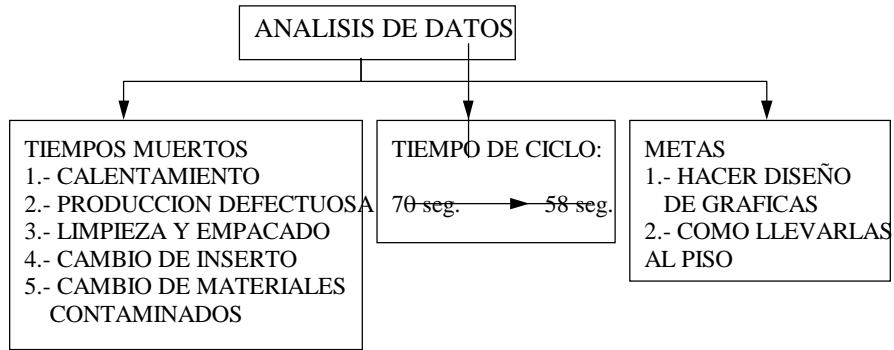 ANALISIS DE DATOS
TIEMPOS MUERTOS
1.- CALENTAMIENTO
2.- PRODUCCION DEFECTUOSA
3.- LIMPIEZA Y EMPACADO
4.- CAMBIO DE INSERTO
5.- CAMBIO DE MATERIALES
CONTAMINADOS
TIEMPO DE CICLO:
70 seg. 58 seg.
METAS
1.- HACER DISEÑO
DE GRAFICAS
2.- COMO LLEVARLAS
AL PISO